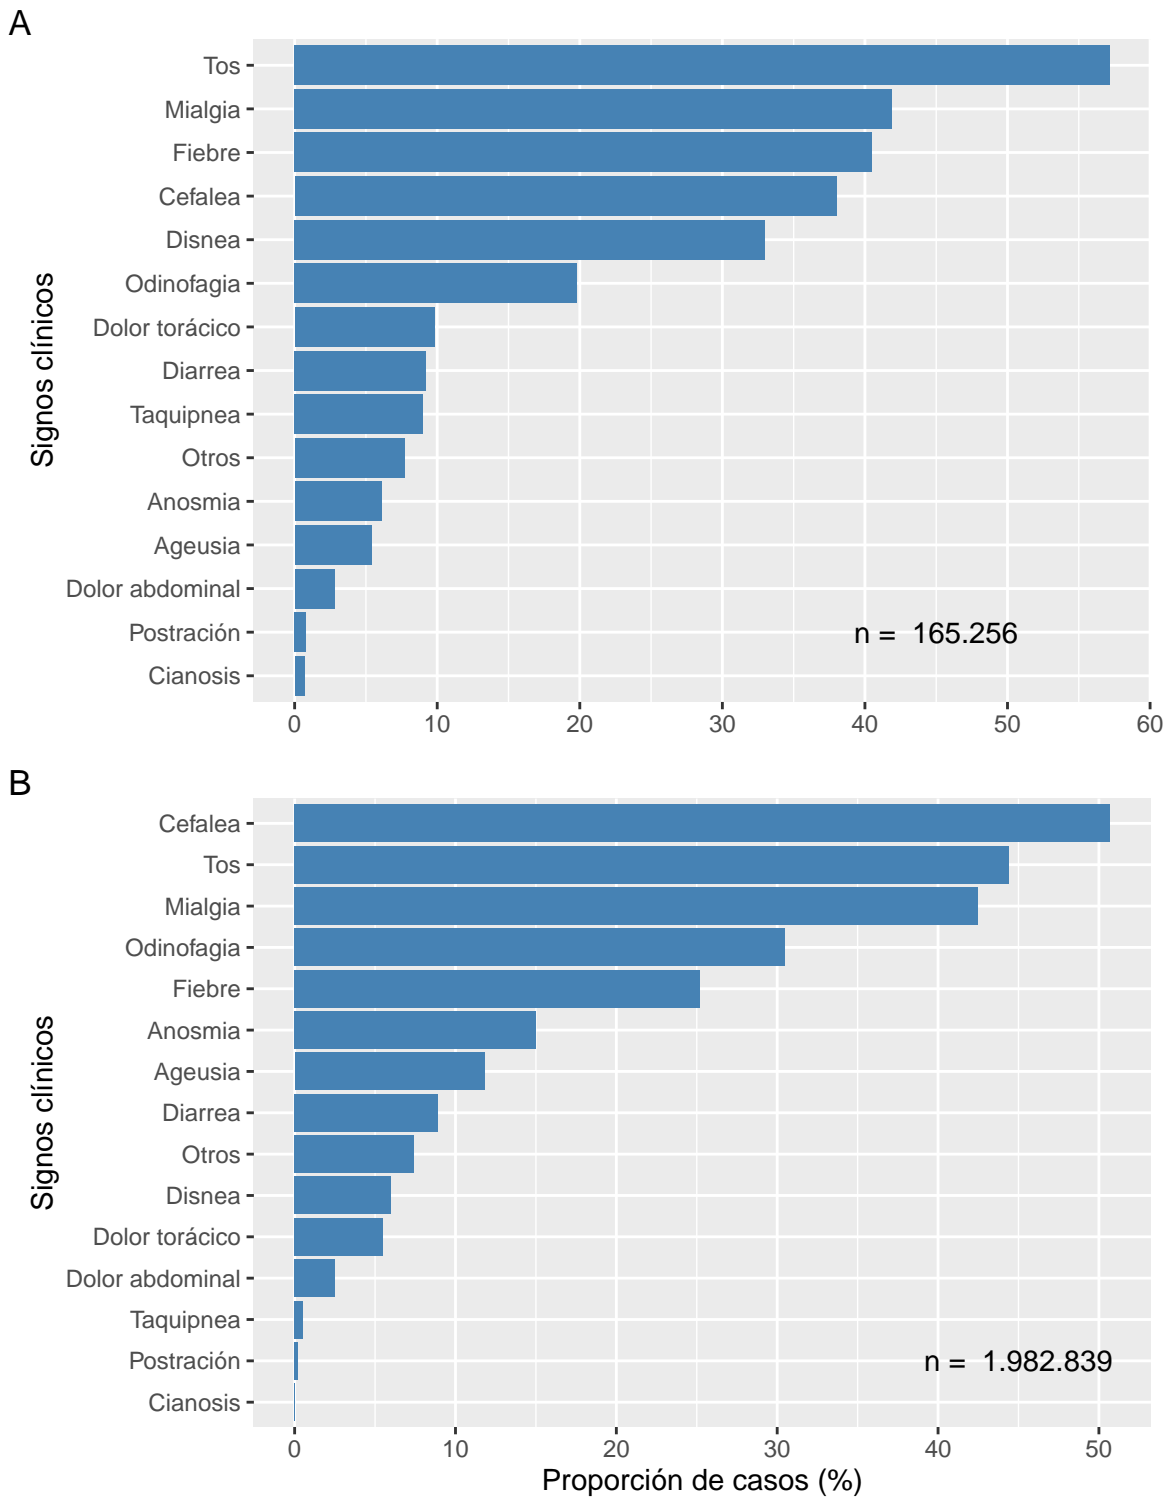 A
Signos clínicos
Tos
Mialgia
Fiebre
Cefalea
Disnea
Odinofagia
Dolor torácico
Diarrea
Taquipnea
Otros
Anosmia
Ageusia
Dolor abdominal
Postración
Cianosis
n = 165.256
0 10 20 30 40 50 60
B
Signos clínicos
Cefalea
Tos
Mialgia
Odinofagia
Fiebre
Anosmia
Ageusia
Diarrea
Otros
Disnea
Dolor torácico
Dolor abdominal
Taquipnea
Postración
Cianosis
n = 1.982.839
0 10 20 30 40 50
Proporción de casos (%)